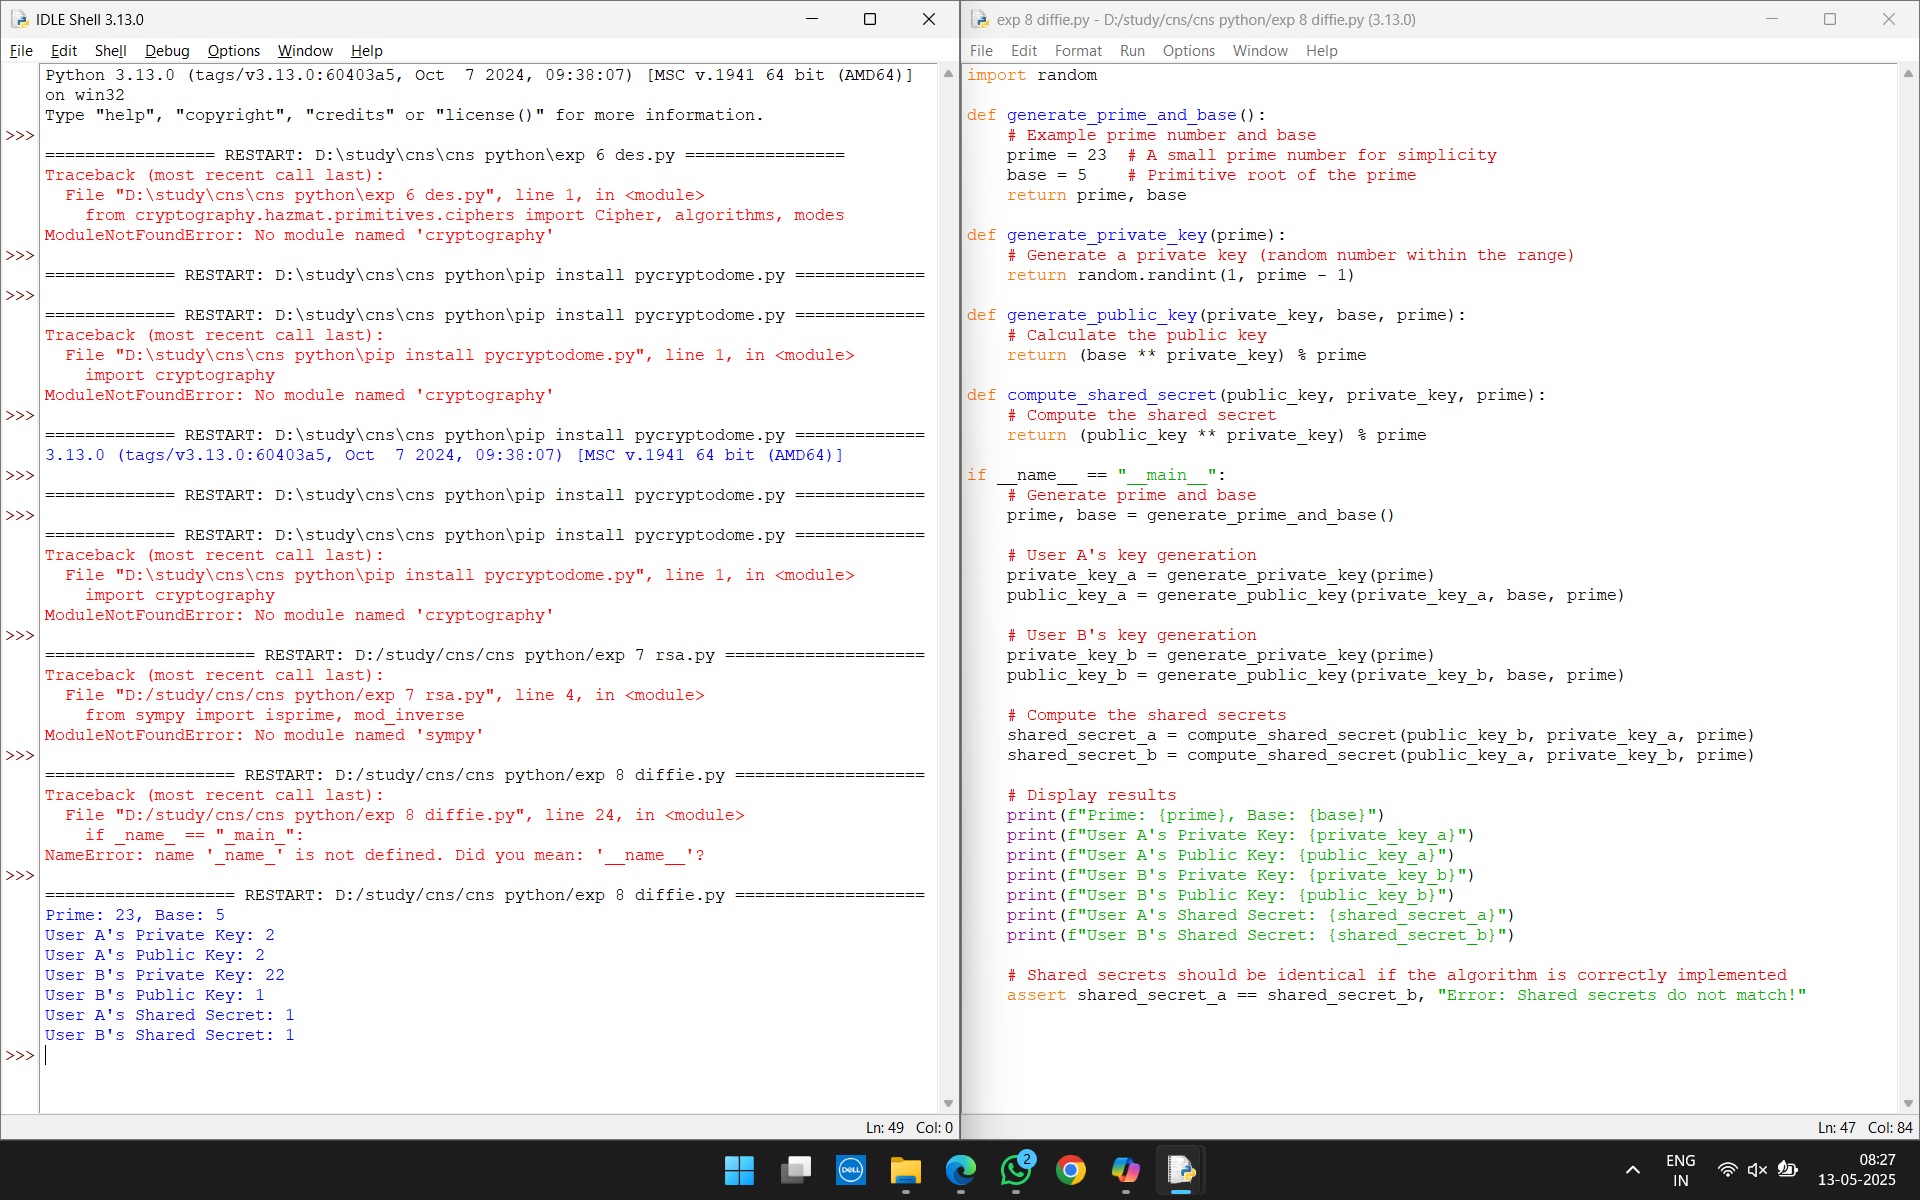 IDLE Shell 3.13.0
File Edit Shell Debug Options Window Help
Python 3.13.0 (tags/v3.13.0:60403a5, Oct  7 2024, 09:38:07) [MSC v.1941 64 bit (AMD64)]
on win32
Type "help", "copyright", "credits" or "license()" for more information.
>>>
================= RESTART: D:\study\cns\cns python\exp 6 des.py ================
Traceback (most recent call last):
  File "D:\study\cns\cns python\exp 6 des.py", line 1, in <module>
    from cryptography.hazmat.primitives.ciphers import Cipher, algorithms, modes
ModuleNotFoundError: No module named 'cryptography'
>>>
============= RESTART: D:\study\cns\cns python\pip install pycryptodome.py =============
>>>
============= RESTART: D:\study\cns\cns python\pip install pycryptodome.py =============
Traceback (most recent call last):
  File "D:\study\cns\cns python\pip install pycryptodome.py", line 1, in <module>
    import cryptography
ModuleNotFoundError: No module named 'cryptography'
>>>
============= RESTART: D:\study\cns\cns python\pip install pycryptodome.py =============
3.13.0 (tags/v3.13.0:60403a5, Oct  7 2024, 09:38:07) [MSC v.1941 64 bit (AMD64)]
>>>
============= RESTART: D:\study\cns\cns python\pip install pycryptodome.py =============
>>>
============= RESTART: D:\study\cns\cns python\pip install pycryptodome.py =============
Traceback (most recent call last):
  File "D:\study\cns\cns python\pip install pycryptodome.py", line 1, in <module>
    import cryptography
ModuleNotFoundError: No module named 'cryptography'
>>>
===================== RESTART: D:/study/cns/cns python/exp 7 rsa.py ====================
Traceback (most recent call last):
  File "D:/study/cns/cns python/exp 7 rsa.py", line 4, in <module>
    from sympy import isprime, mod_inverse
ModuleNotFoundError: No module named 'sympy'
>>>
=================== RESTART: D:/study/cns/cns python/exp 8 diffie.py ===================
Traceback (most recent call last):
  File "D:/study/cns/cns python/exp 8 diffie.py", line 24, in <module>
    if _name_ == "_main_":
NameError: name '_name_' is not defined. Did you mean: '__name__'?
>>>
=================== RESTART: D:/study/cns/cns python/exp 8 diffie.py ===================
Prime: 23, Base: 5
User A's Private Key: 2
User A's Public Key: 2
User B's Private Key: 22
User B's Public Key: 1
User A's Shared Secret: 1
User B's Shared Secret: 1
>>>
Ln: 49 Col: 0
exp 8 diffie.py - D:/study/cns/cns python/exp 8 diffie.py (3.13.0)
File Edit Format Run Options Window Help
import random

def generate_prime_and_base():
    # Example prime number and base
    prime = 23  # A small prime number for simplicity
    base = 5    # Primitive root of the prime
    return prime, base

def generate_private_key(prime):
    # Generate a private key (random number within the range)
    return random.randint(1, prime - 1)

def generate_public_key(private_key, base, prime):
    # Calculate the public key
    return (base ** private_key) % prime

def compute_shared_secret(public_key, private_key, prime):
    # Compute the shared secret
    return (public_key ** private_key) % prime

if __name__ == "__main__":
    # Generate prime and base
    prime, base = generate_prime_and_base()

    # User A's key generation
    private_key_a = generate_private_key(prime)
    public_key_a = generate_public_key(private_key_a, base, prime)

    # User B's key generation
    private_key_b = generate_private_key(prime)
    public_key_b = generate_public_key(private_key_b, base, prime)

    # Compute the shared secrets
    shared_secret_a = compute_shared_secret(public_key_b, private_key_a, prime)
    shared_secret_b = compute_shared_secret(public_key_a, private_key_b, prime)

    # Display results
    print(f"Prime: {prime}, Base: {base}")
    print(f"User A's Private Key: {private_key_a}")
    print(f"User A's Public Key: {public_key_a}")
    print(f"User B's Private Key: {private_key_b}")
    print(f"User B's Public Key: {public_key_b}")
    print(f"User A's Shared Secret: {shared_secret_a}")
    print(f"User B's Shared Secret: {shared_secret_b}")

    # Shared secrets should be identical if the algorithm is correctly implemented
    assert shared_secret_a == shared_secret_b, "Error: Shared secrets do not match!"
Ln: 47 Col: 84
DELL
2
ENG
IN
08:27
13-05-2025